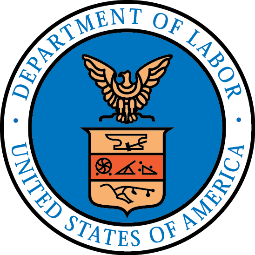 · DEPARTMENT OF LABOR ·
UNITED STATES OF AMERICA